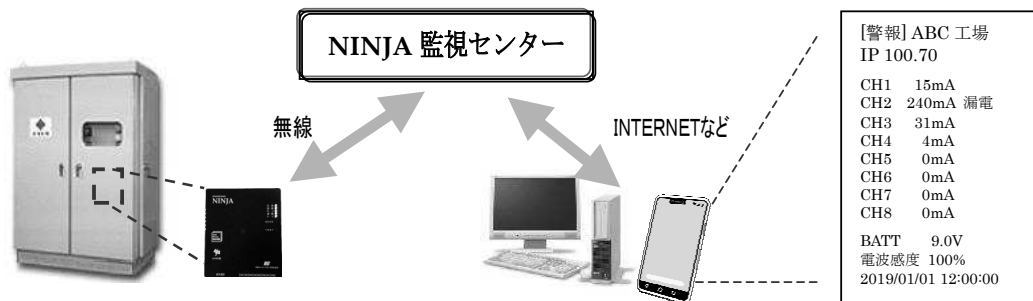 NINJA 監視センター
無線
INTERNETなど
NINJA
[警報] ABC 工場
IP 100.70
CH1 15mA
CH2 240mA 漏電
CH3 31mA
CH4 4mA
CH5 0mA
CH6 0mA
CH7 0mA
CH8 0mA
BATT 9.0V
電波感度 100%
2019/01/01 12:00:00